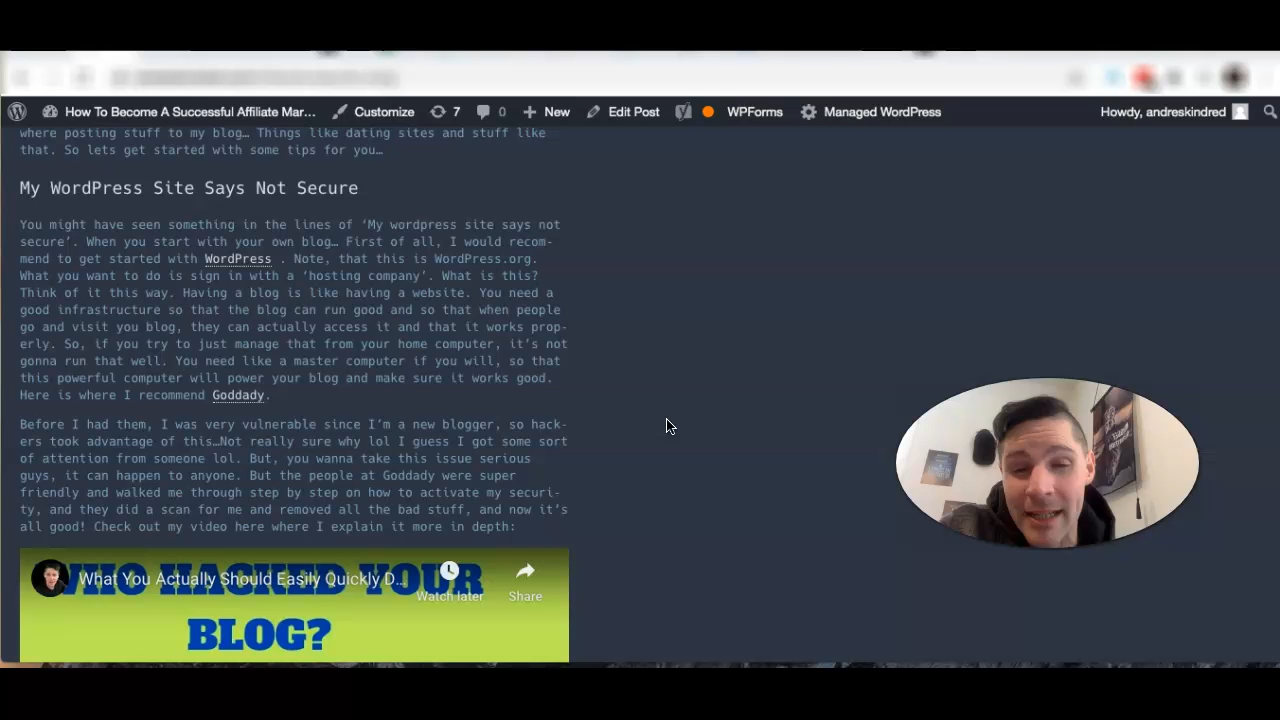 How To Become A Successful Affiliate Mar… Customize 7 0 New Edit Post WPForms Managed WordPress Howdy, andreskindred
where posting stuff to my blog… Things like dating sites and stuff like
that. So lets get started with some tips for you…
My WordPress Site Says Not Secure
You might have seen something in the lines of ‘My wordpress site says not
secure’. When you start with your own blog… First of all, I would recom-
mend to get started with WordPress . Note, that this is WordPress.org.
What you want to do is sign in with a ‘hosting company’. What is this?
Think of it this way. Having a blog is like having a website. You need a
good infrastructure so that the blog can run good and so that when people
go and visit you blog, they can actually access it and that it works prop-
erly. So, if you try to just manage that from your home computer, it’s not
gonna run that well. You need like a master computer if you will, so that
this powerful computer will power your blog and make sure it works good.
Here is where I recommend Goddady.
Before I had them, I was very vulnerable since I’m a new blogger, so hack-
ers took advantage of this…Not really sure why lol I guess I got some sort
of attention from someone lol. But, you wanna take this issue serious
guys, it can happen to anyone. But the people at Goddady were super
friendly and walked me through step by step on how to activate my securi-
ty, and they did a scan for me and removed all the bad stuff, and now it’s
all good! Check out my video here where I explain it more in depth:
What You Actually Should Easily Quickly D…
WHO HACKED YOUR
Watch later Share
BLOG?